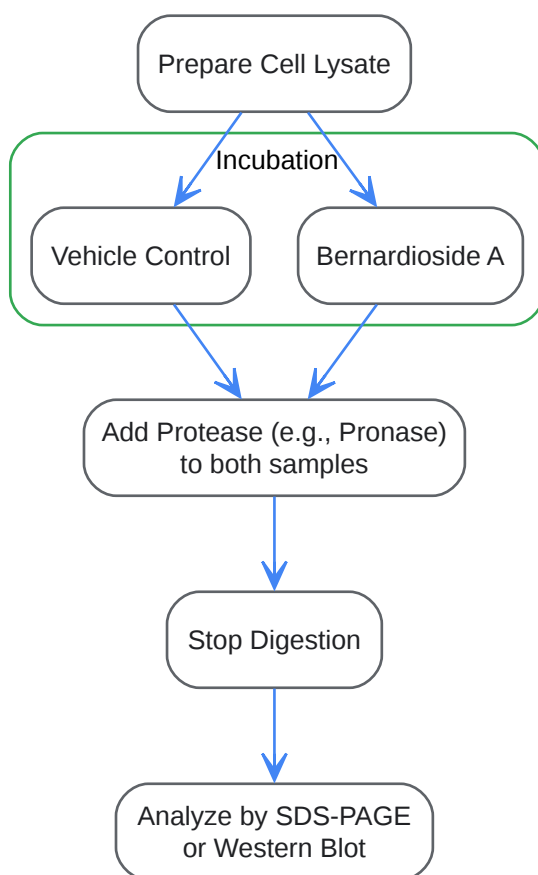 Prepare Cell Lysate
Incubation
Vehicle Control
Bernardioside A
Add Protease (e.g., Pronase)
to both samples
Stop Digestion
Analyze by SDS-PAGE
or Western Blot